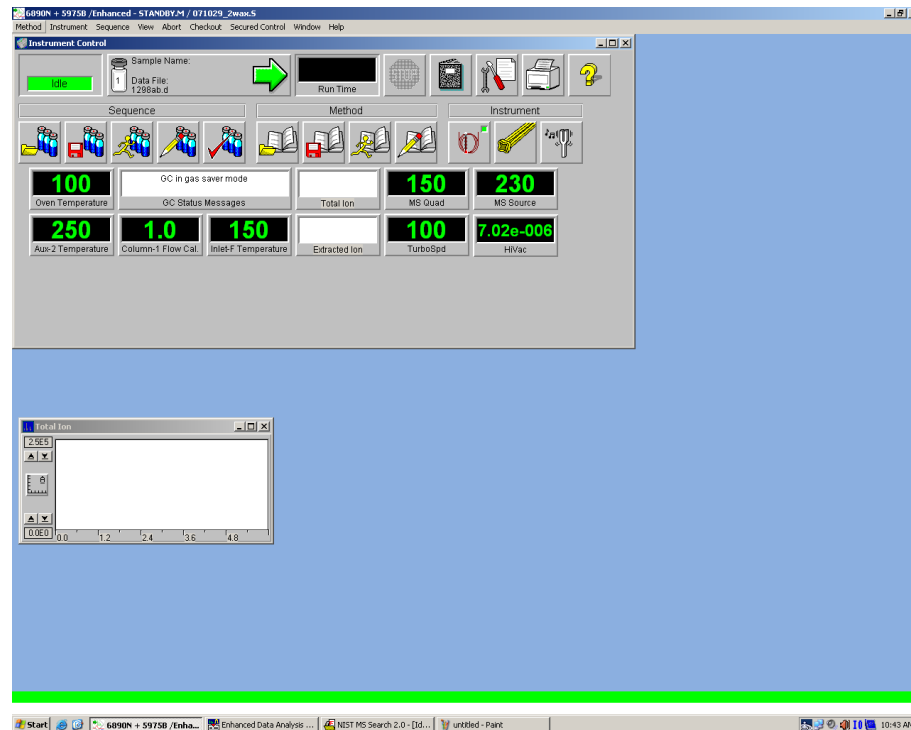 6890N + 5975B /Enhanced - STANDBY.M / 071029_2wax.S
Method Instrument Sequence View Abort Checkout Secured Control Window Help
Instrument Control
Sample Name:
Idle
1
Data File:
1298ab.d
Run Time
Sequence Method Instrument
100
Oven Temperature
GC in gas saver mode
GC Status Messages
Total Ion
150
MS Quad
230
MS Source
250
Aux-2 Temperature
1.0
Column-1 Flow Cal.
150
Inlet-F Temperature
Extracted Ion
100
TurboSpd
7.02e-006
HiVac
Total Ion
2.5E5
0.0E0
0.0 1.2 2.4 3.6 4.8
Start 6890N + 5975B /Enha... Enhanced Data Analysis ... NIST MS Search 2.0 - [Id... untitled - Paint 10:43 AM